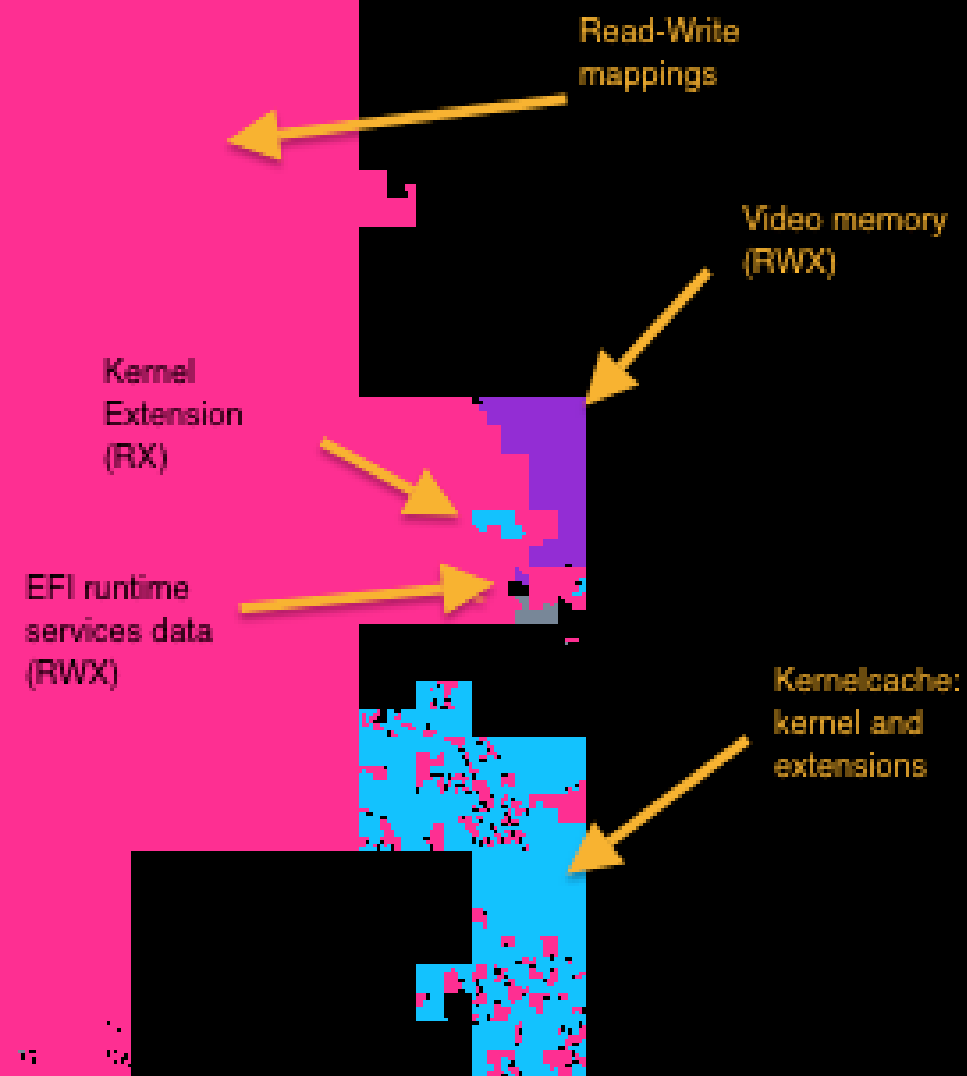 Read-Write
mappings
Video memory
(RWX)
Kernel
Extension
(RX)
EFI runtime
services data
(RWX)
Kernelcache:
kernel and
extensions